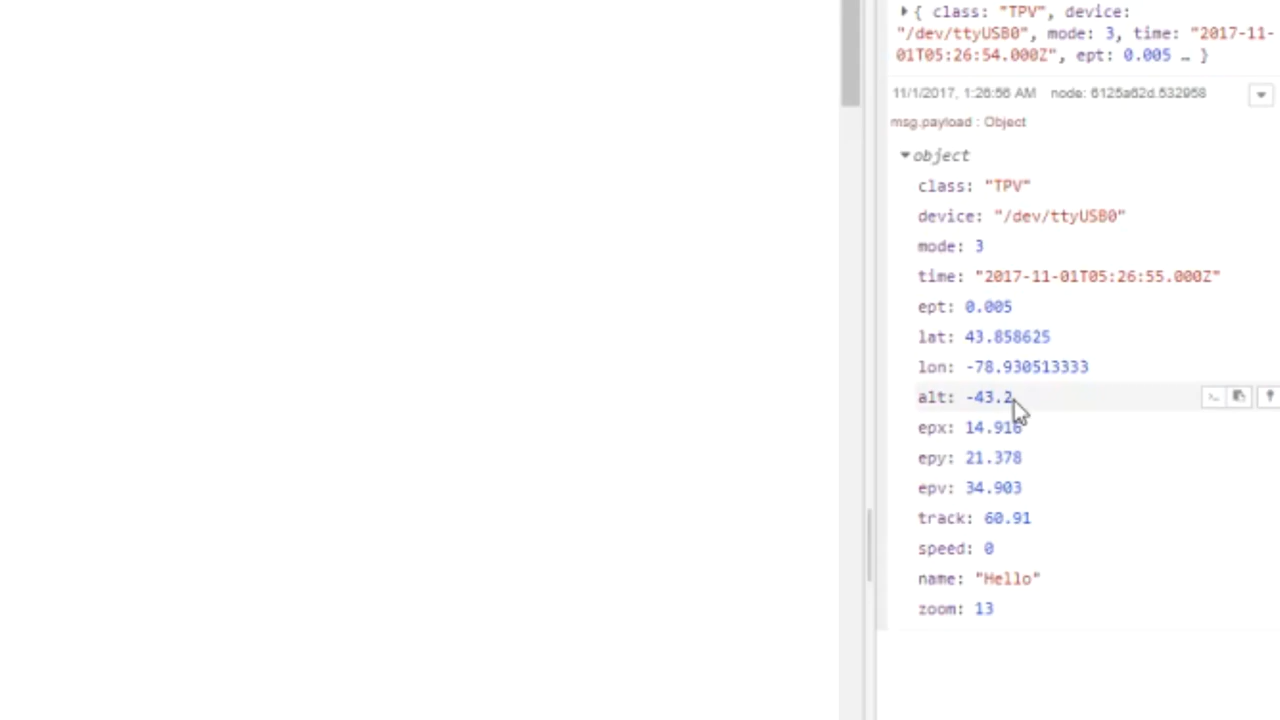 { class: "TPV", device:
"/dev/ttyUSB0", mode: 3, time: "2017-11-
01T05:26:54.000Z", ept: 0.005 … }
11/1/2017, 1:26:56 AM node: 6125a62d.532958
msg.payload : Object
object
class: "TPV"
device: "/dev/ttyUSB0"
mode: 3
time: "2017-11-01T05:26:55.000Z"
ept: 0.005
lat: 43.858625
lon: -78.930513333
alt: -43.2
epx: 14.916
epy: 21.378
epv: 34.903
track: 60.91
speed: 0
name: "Hello"
zoom: 13